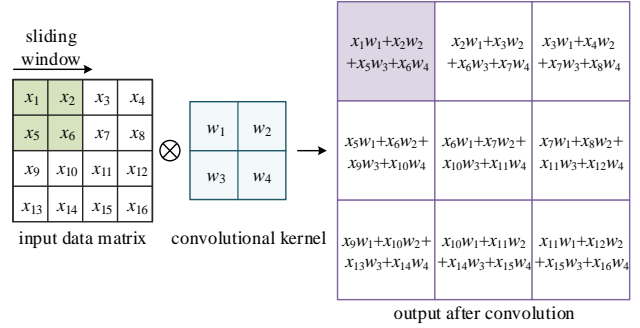 sliding
window
x₁ x₂ x₃ x₄
x₅ x₆ x₇ x₈
x₉ x₁₀ x₁₁ x₁₂
x₁₃ x₁₄ x₁₅ x₁₆
input data matrix
⊗
w₁ w₂
w₃ w₄
convolutional kernel
x₁w₁+x₂w₂ x₂w₁+x₃w₂ x₃w₁+x₄w₂
+x₅w₃+x₆w₄ +x₆w₃+x₇w₄ +x₇w₃+x₈w₄
x₅w₁+x₆w₂+ x₆w₁+x₇w₂+ x₇w₁+x₈w₂+
x₉w₃+x₁₀w₄ x₁₀w₃+x₁₁w₄ x₁₁w₃+x₁₂w₄
x₉w₁+x₁₀w₂+ x₁₀w₁+x₁₁w₂ x₁₁w₁+x₁₂w₂
x₁₃w₃+x₁₄w₄ +x₁₄w₃+x₁₅w₄ +x₁₅w₃+x₁₆w₄
output after convolution